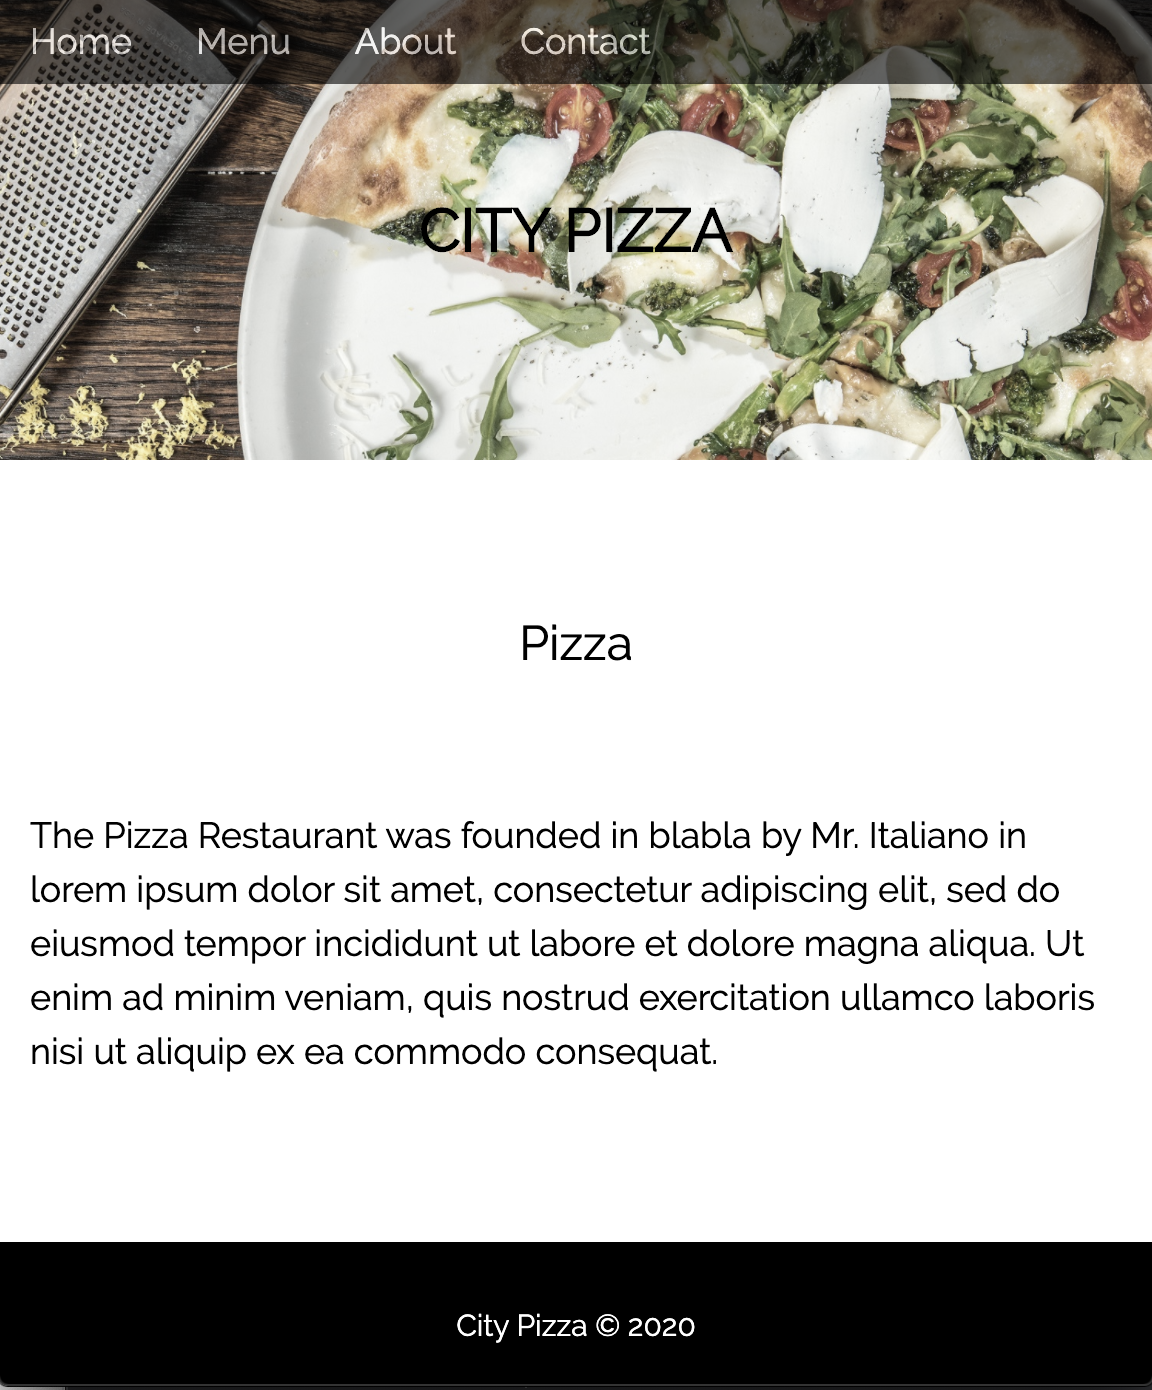 Home Menu About Contact
CITY PIZZA
Pizza
The Pizza Restaurant was founded in blabla by Mr. Italiano in
lorem ipsum dolor sit amet, consectetur adipiscing elit, sed do
eiusmod tempor incididunt ut labore et dolore magna aliqua. Ut
enim ad minim veniam, quis nostrud exercitation ullamco laboris
nisi ut aliquip ex ea commodo consequat.
City Pizza © 2020